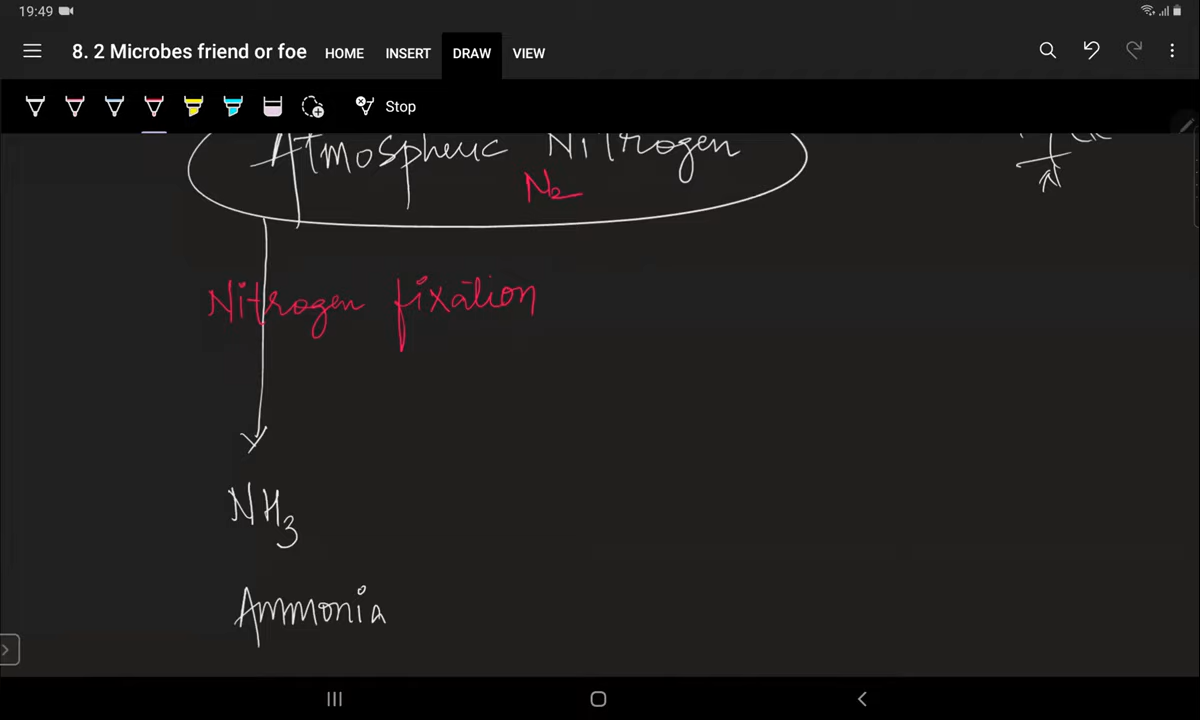 19:49
8. 2 Microbes friend or foe HOME INSERT DRAW VIEW
Stop
Atmospheric Nitrogen
N2
Nitrogen fixation
NH3
Ammonia